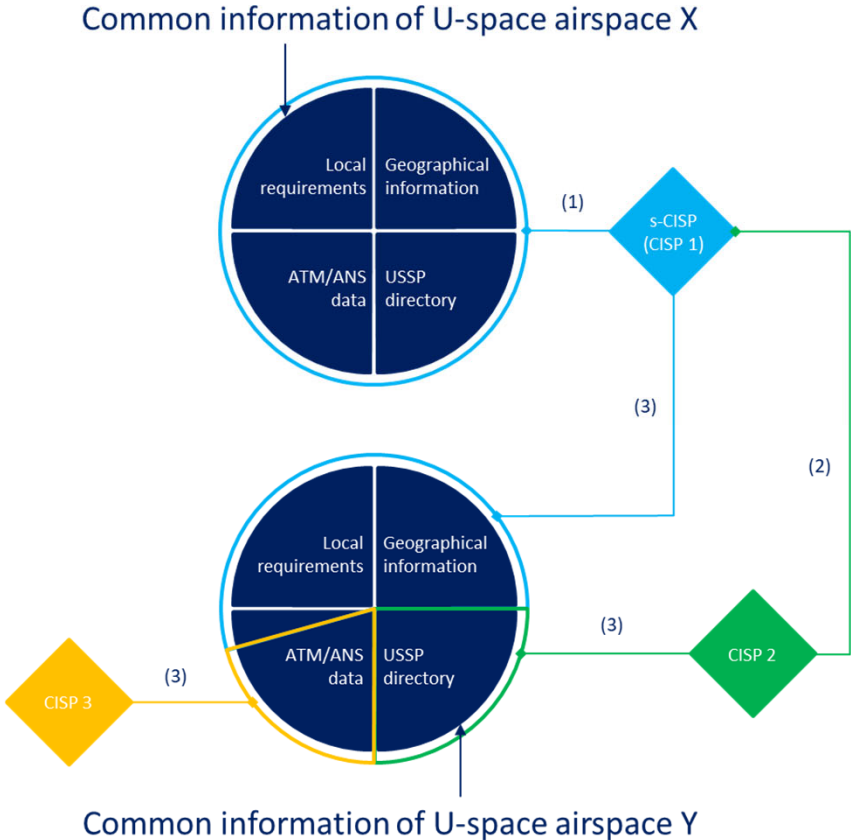 Common information of U-space airspace X
Local
requirements
Geographical
information
ATM/ANS
data
USSP
directory
(1)
s-CISP
(CISP 1)
(3)
(2)
Local
requirements
Geographical
information
ATM/ANS
data
USSP
directory
(3)
CISP 2
(3)
CISP 3
Common information of U-space airspace Y